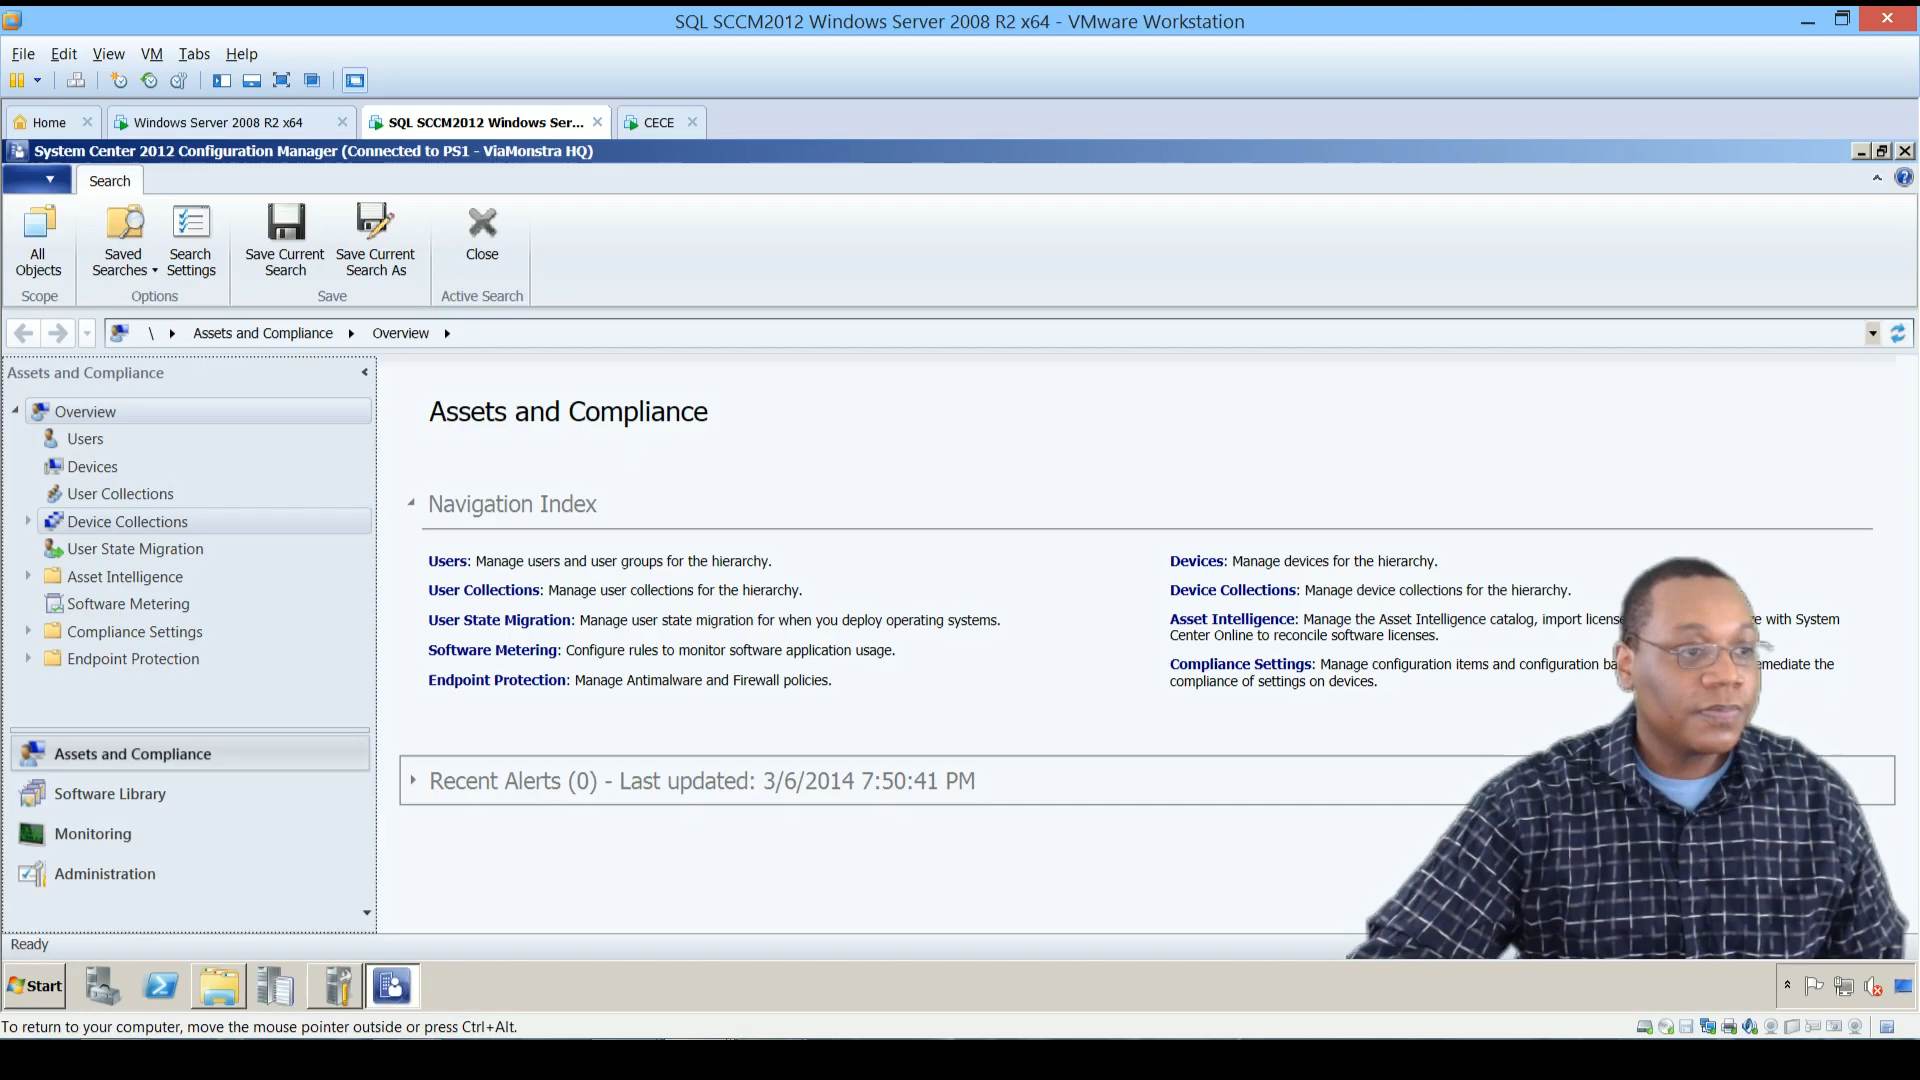 SQL SCCM2012 Windows Server 2008 R2 x64 - VMware Workstation
File Edit View VM Tabs Help
Home
Windows Server 2008 R2 x64
SQL SCCM2012 Windows Ser...
CECE
System Center 2012 Configuration Manager (Connected to PS1 - ViaMonstra HQ)
Search
All Objects
Saved Searches
Search Settings
Save Current Search
Save Current Search As
Close
Scope
Options
Save
Active Search
\ Assets and Compliance Overview
Assets and Compliance
Overview
Users
Devices
User Collections
Device Collections
User State Migration
Asset Intelligence
Software Metering
Compliance Settings
Endpoint Protection
Assets and Compliance
Software Library
Monitoring
Administration
Assets and Compliance
Navigation Index
Users: Manage users and user groups for the hierarchy.
User Collections: Manage user collections for the hierarchy.
User State Migration: Manage user state migration for when you deploy operating systems.
Software Metering: Configure rules to monitor software application usage.
Endpoint Protection: Manage Antimalware and Firewall policies.
Devices: Manage devices for the hierarchy.
Device Collections: Manage device collections for the hierarchy.
Asset Intelligence: Manage the Asset Intelligence catalog, import with System
Center Online to reconcile software licenses.
Compliance Settings: Manage configuration items and configuration the
compliance of settings on devices.
Recent Alerts (0) - Last updated: 3/6/2014 7:50:41 PM
Ready
Start
To return to your computer, move the mouse pointer outside or press Ctrl+Alt.